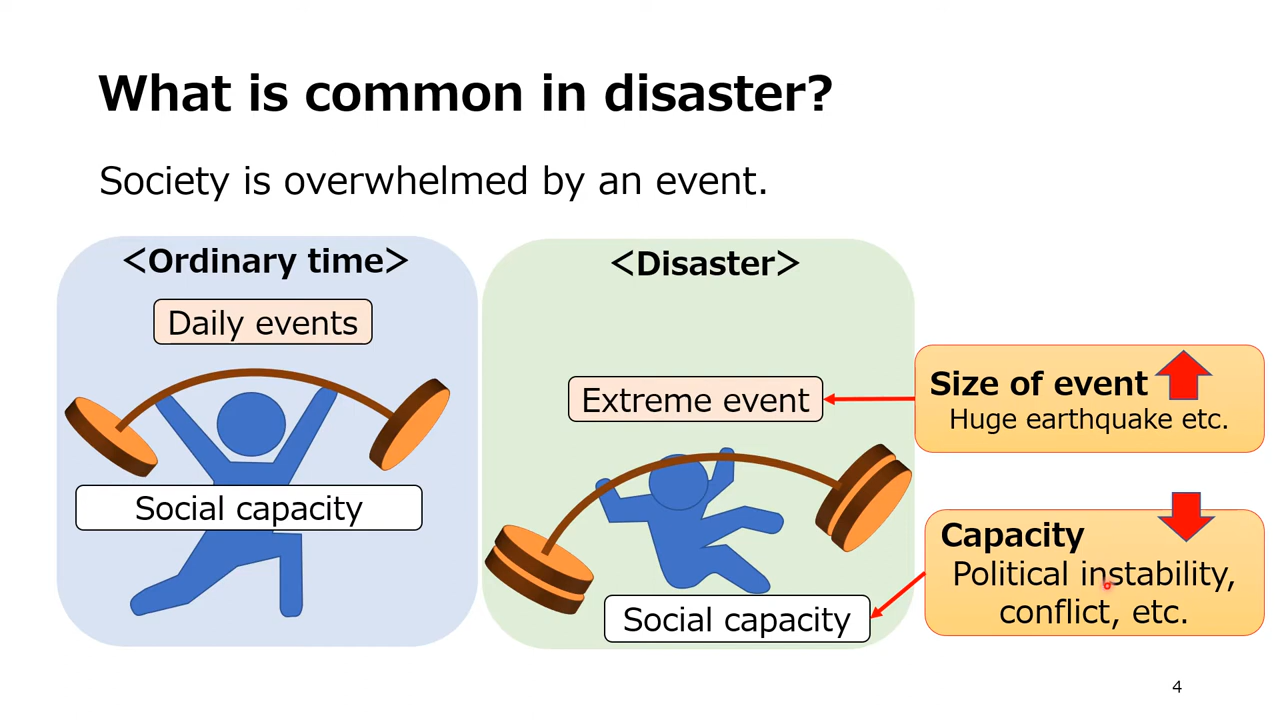 What is common in disaster?
Society is overwhelmed by an event.
<Ordinary time>
Daily events
Social capacity
<Disaster>
Extreme event
Social capacity
Size of event
Huge earthquake etc.
Capacity
Political instability,
conflict, etc.
4